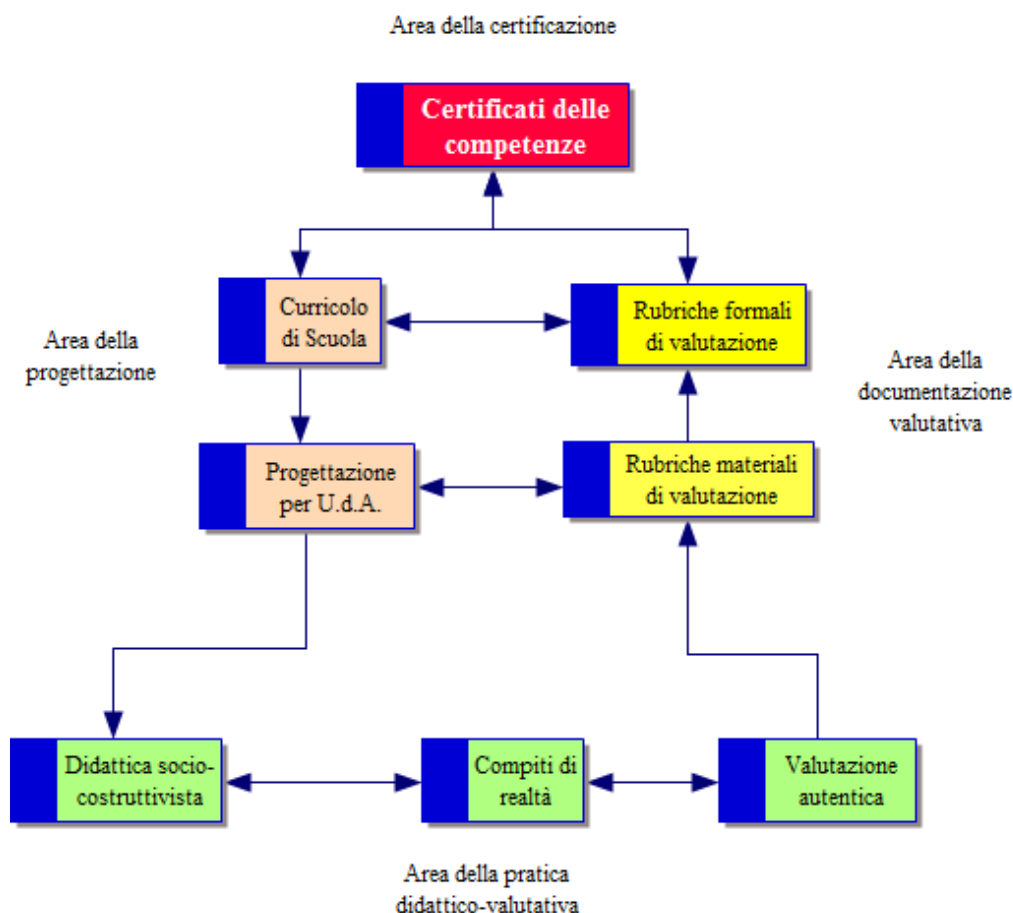 Area della certificazione
Certificati delle
competenze
Curricolo
di Scuola
Rubriche formali
di valutazione
Area della
progettazione
Area della
documentazione
valutativa
Progettazione
per U.d.A.
Rubriche materiali
di valutazione
Didattica socio-
costruttivista
Compiti di
realtà
Valutazione
autentica
Area della pratica
didattico-valutativa